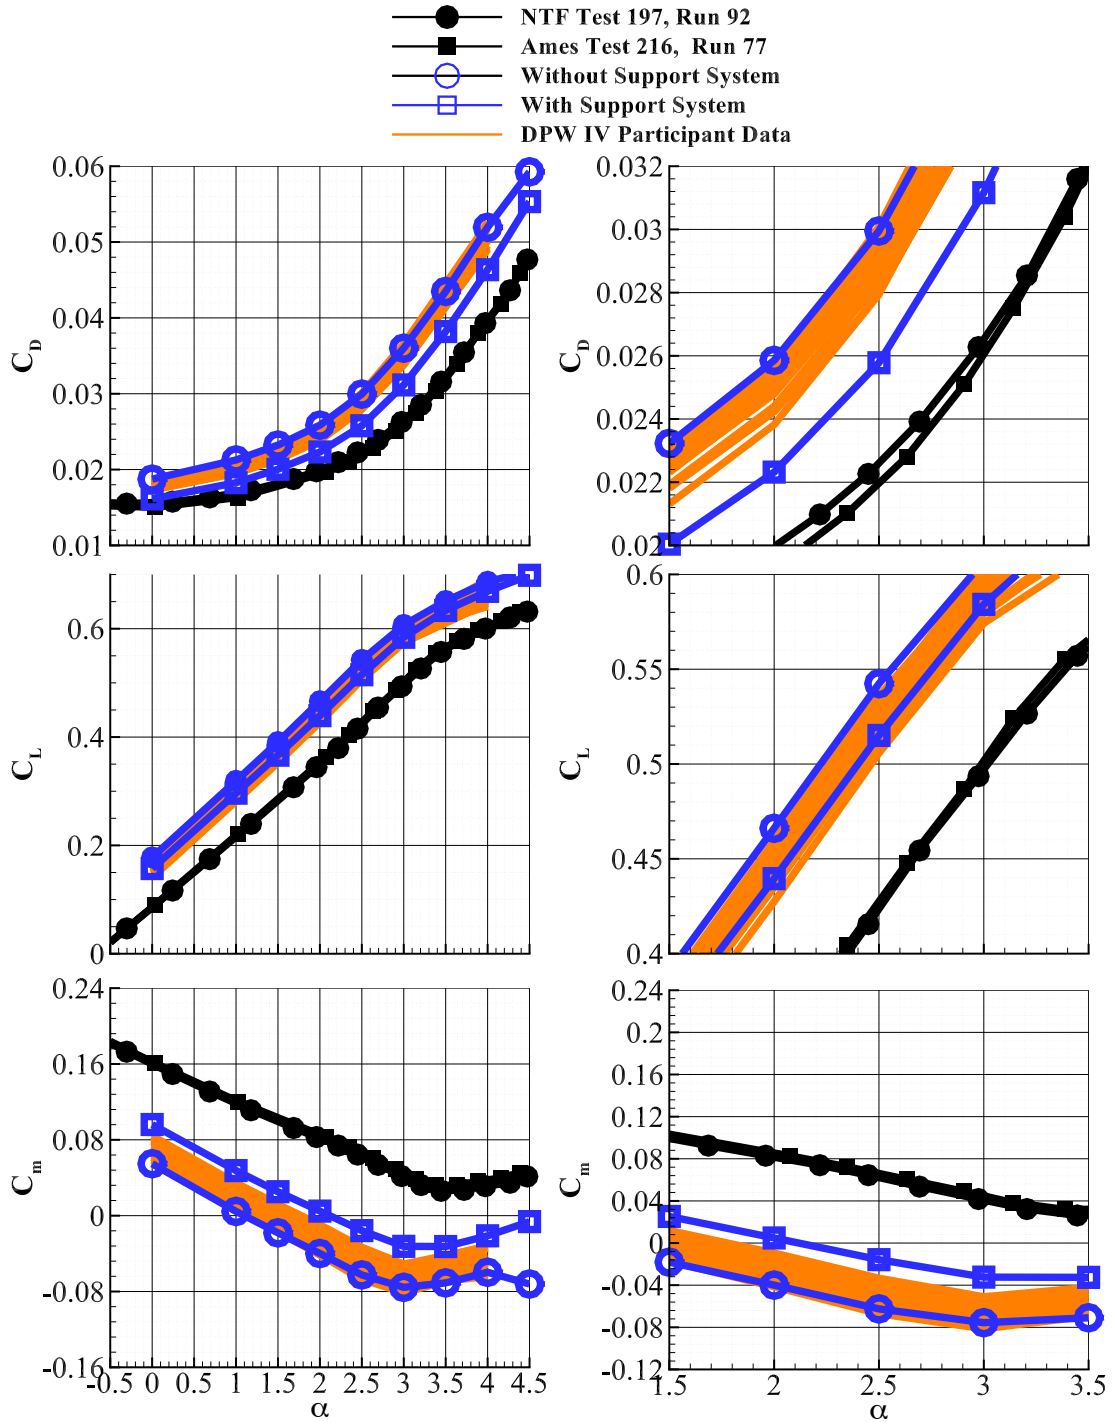 NTF Test 197, Run 92
Ames Test 216, Run 77
Without Support System
With Support System
DPW IV Participant Data
0.06
0.05
0.04
0.03
0.02
0.01
C_D
0.032
0.03
0.028
0.026
0.024
0.022
0.02
C_D
0.6
0.4
0.2
0
C_L
0.6
0.55
0.5
0.45
0.4
C_L
0.24
0.16
0.08
0
-0.08
-0.16
C_m
-0.5 0 0.5 1 1.5 2 2.5 3 3.5 4 4.5
α
0.24
0.2
0.16
0.12
0.08
0.04
0
-0.04
-0.08
-0.12
C_m
1.5 2 2.5 3 3.5
α